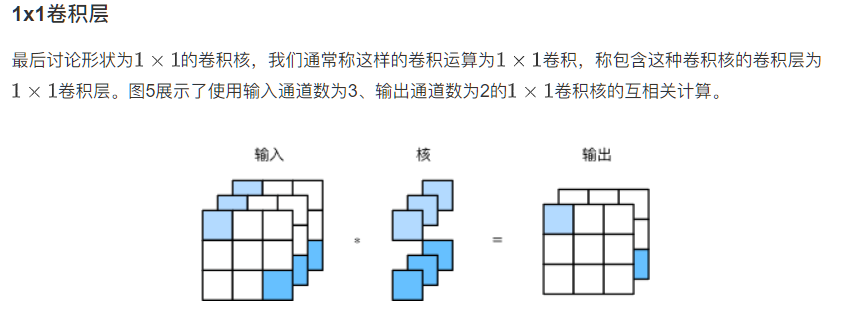 1x1卷积层
最后讨论形状为1 × 1的卷积核，我们通常称这样的卷积运算为1 × 1卷积，称包含这种卷积核的卷积层为
1 × 1卷积层。图5展示了使用输入通道数为3、输出通道数为2的1 × 1卷积核的互相关计算。
输入 核 输出
* =